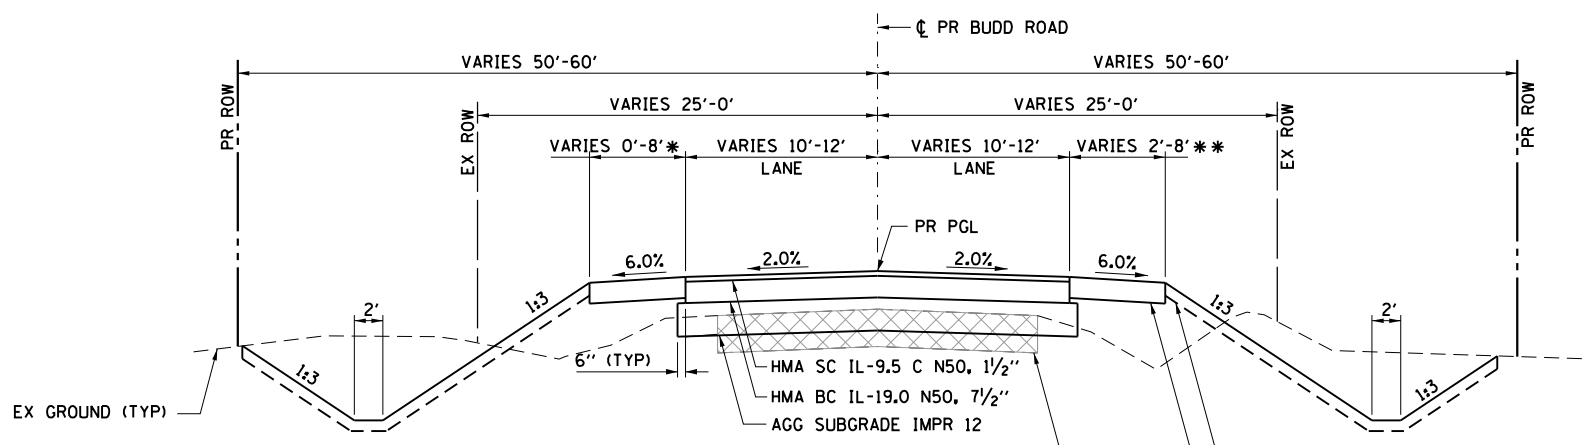 ℄ PR BUDD ROAD
VARIES 50'-60'
VARIES 50'-60'
PR ROW
PR ROW
VARIES 25'-0'
VARIES 25'-0'
EX ROW
EX ROW
VARIES 0'-8'*
VARIES 10'-12'
LANE
VARIES 10'-12'
LANE
VARIES 2'-8'**
PR PGL
6.0%
2.0%
2.0%
6.0%
1:3
1:3
2'
2'
6'' (TYP)
1:3
1:3
HMA SC IL-9.5 C N50, 1½''
HMA BC IL-19.0 N50, 7½''
AGG SUBGRADE IMPR 12
EX GROUND (TYP)